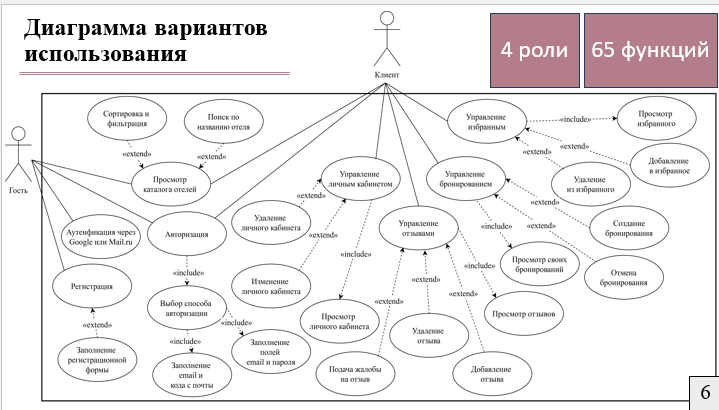 Диаграмма вариантов
использования
4 роли
65 функций
Клиент
Гость
Сортировка и
фильтрация
Поиск по
названию отеля
«extend»
«extend»
Просмотр
каталога отелей
Управление
избранным
«include»
Просмотр
избранного
«extend»
«extend»
Добавление
в избранное
Удаление
из избранного
Управление
личным кабинетом
Управление
бронированием
«extend»
Удаление
личного кабинета
«extend»
Управление
отзывами
«extend»
Создание
бронирования
«include»
«extend»
Аутенфикация через
Google или Mail.ru
Авторизация
«include»
«include»
Просмотр своих
бронирований
Отмена
бронирования
Регистрация
Выбор способа
авторизации
Изменение
личного кабинета
«include»
«extend»
«extend»
«extend»
Просмотр
личного кабинета
Просмотр отзывов
«extend»
«include»
«include»
Заполнение
полей
email и пароля
Удаление
отзыва
Заполнение
регистрационной
формы
Заполнение
email и
кода с почты
Подача жалобы
на отзыв
Добавление
отзыва
6